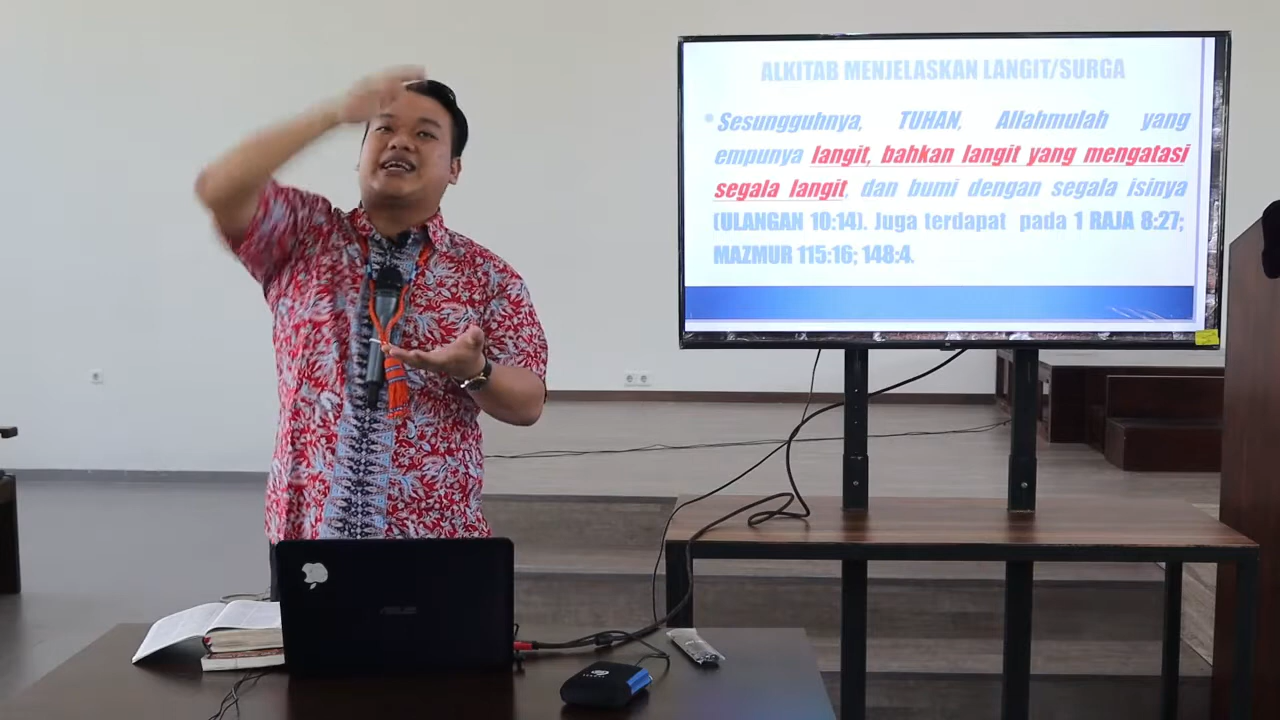 ALKITAB MENJELASKAN LANGIT/SURGA
Sesungguhnya, TUHAN, Allahmulah yang
empunya langit, bahkan langit yang mengatasi
segala langit, dan bumi dengan segala isinya
(ULANGAN 10:14). Juga terdapat pada 1 RAJA 8:27;
MAZMUR 115:16; 148:4.
ASUS